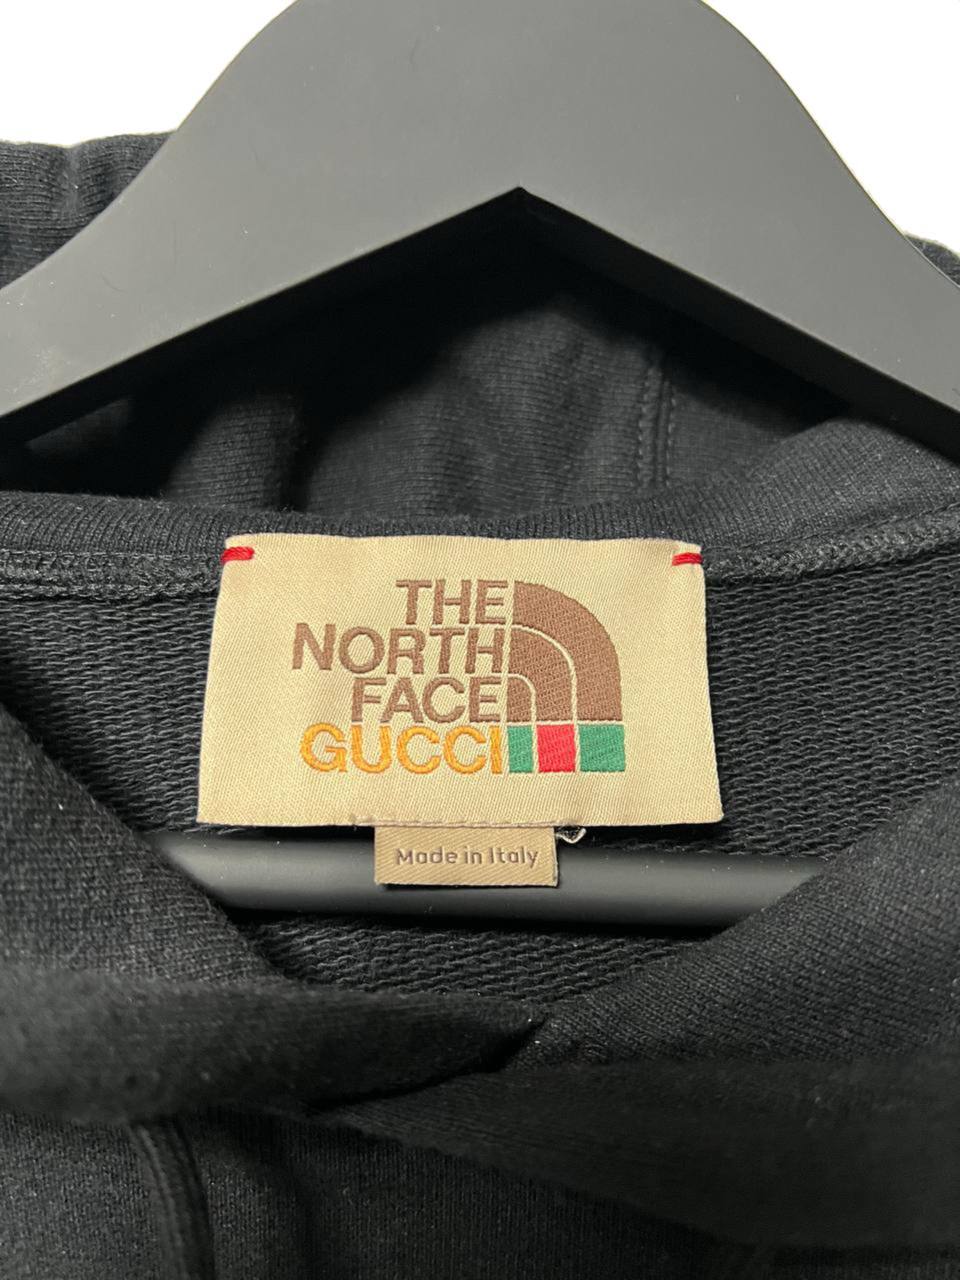 THE
NORTH
FACE
GUCCI
Made in Italy